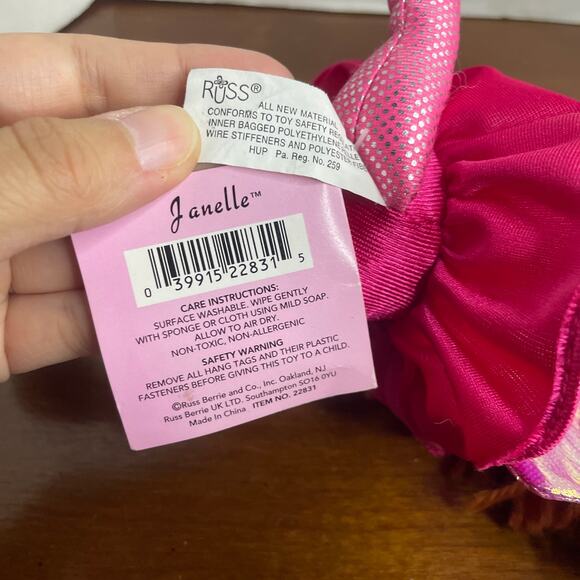 RUSS®
ALL NEW MATERIAL
CONFORMS TO TOY SAFETY
INNER BAGGED POLYETHYLENE
WIRE STIFFENERS AND POLYESTER
HUP Pa. Reg. No. 259
Janelle™
0 39915 22831 5
CARE INSTRUCTIONS:
SURFACE WASHABLE. WIPE GENTLY
WITH SPONGE OR CLOTH USING MILD SOAP.
ALLOW TO AIR DRY.
NON-TOXIC, NON-ALLERGENIC
SAFETY WARNING
REMOVE ALL HANG TAGS AND THEIR PLASTIC
FASTENERS BEFORE GIVING THIS TOY TO A CHILD.
©Russ Berrie and Co., Inc. Oakland, NJ
Russ Berrie UK LTD. Southampton SO16 0YU
Made In China ITEM NO. 22831